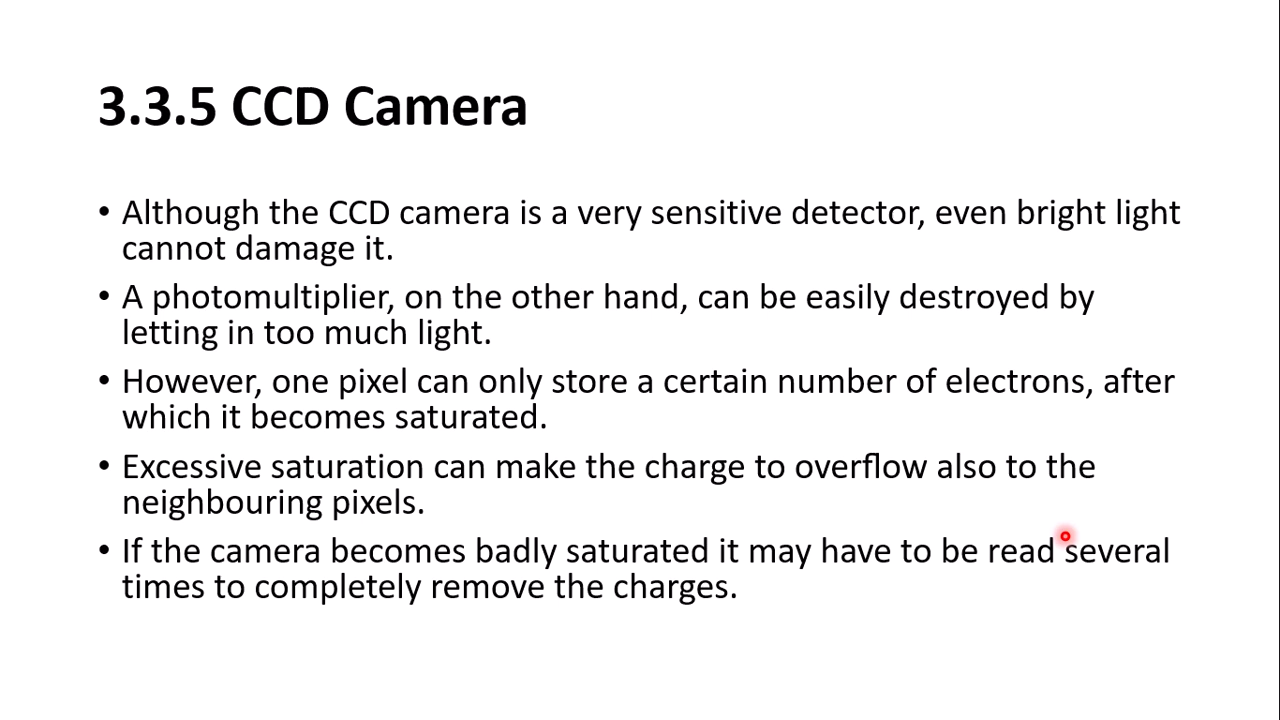 3.3.5 CCD Camera
• Although the CCD camera is a very sensitive detector, even bright light
cannot damage it.
• A photomultiplier, on the other hand, can be easily destroyed by
letting in too much light.
• However, one pixel can only store a certain number of electrons, after
which it becomes saturated.
• Excessive saturation can make the charge to overflow also to the
neighbouring pixels.
• If the camera becomes badly saturated it may have to be read several
times to completely remove the charges.